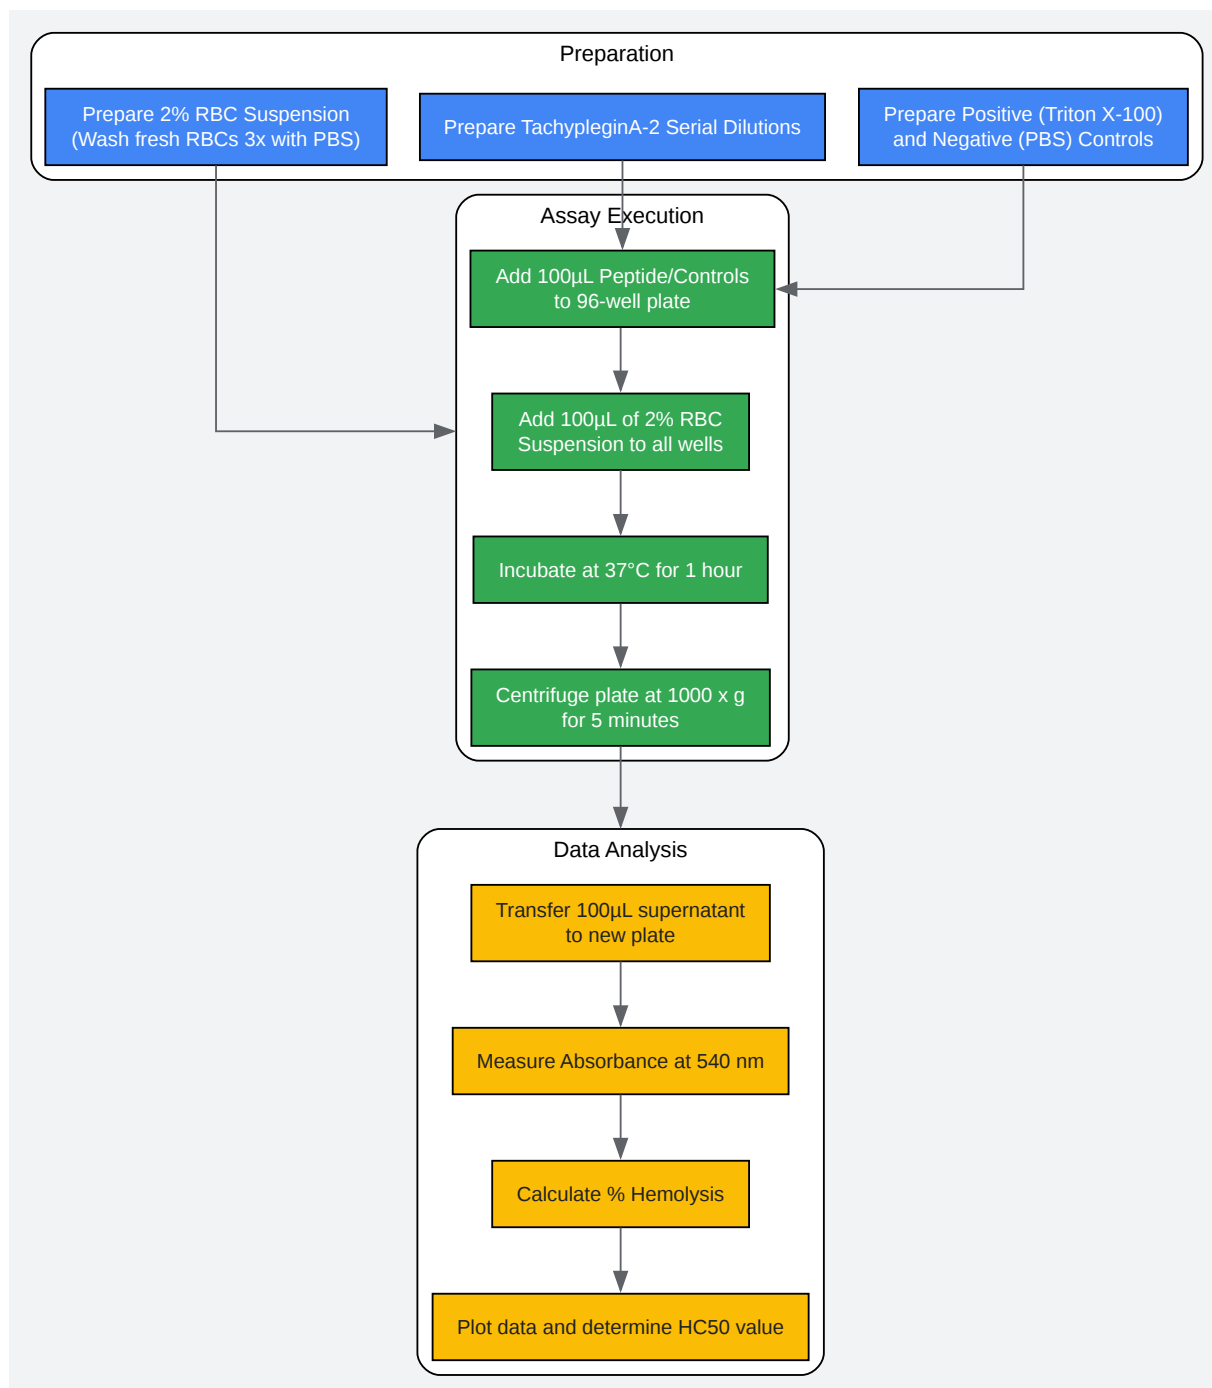 Preparation
Prepare 2% RBC Suspension
(Wash fresh RBCs 3x with PBS)
Prepare TachypleginA-2 Serial Dilutions
Prepare Positive (Triton X-100)
and Negative (PBS) Controls
Assay Execution
Add 100µL Peptide/Controls
to 96-well plate
Add 100µL of 2% RBC
Suspension to all wells
Incubate at 37°C for 1 hour
Centrifuge plate at 1000 x g
for 5 minutes
Data Analysis
Transfer 100µL supernatant
to new plate
Measure Absorbance at 540 nm
Calculate % Hemolysis
Plot data and determine HC50 value